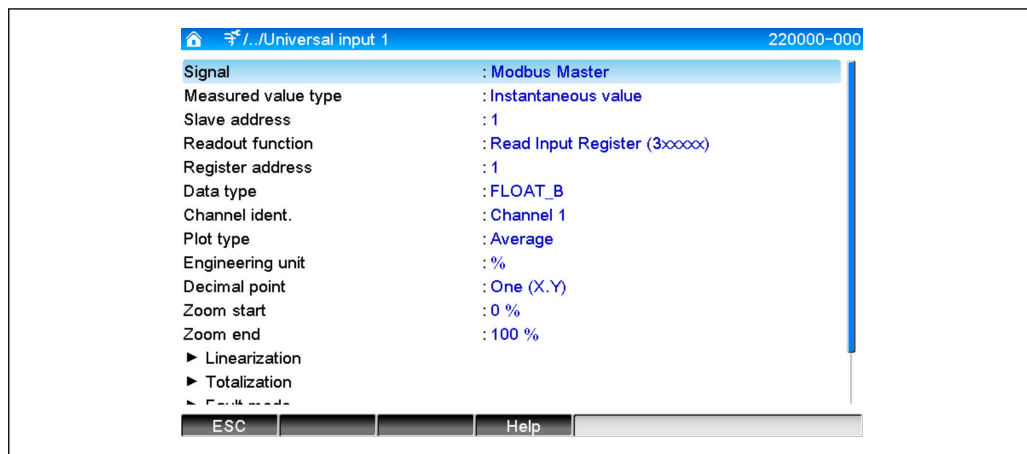 /../Universal input 1 220000-000
Signal : Modbus Master
Measured value type : Instantaneous value
Slave address : 1
Readout function : Read Input Register (3xxxxx)
Register address : 1
Data type : FLOAT_B
Channel ident. : Channel 1
Plot type : Average
Engineering unit : %
Decimal point : One (X.Y)
Zoom start : 0 %
Zoom end : 100 %
► Linearization
► Totalization
► Fault mode
ESC Help